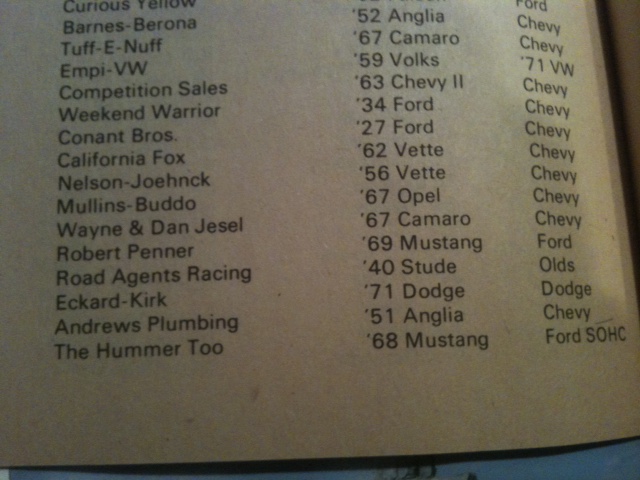 Curious Yellow Ford
Barnes-Berona '52 Anglia Chevy
Tuff-E-Nuff '67 Camaro Chevy
Empi-VW '59 Volks '71 VW
Competition Sales '63 Chevy II Chevy
Weekend Warrior '34 Ford Chevy
Conant Bros. '27 Ford Chevy
California Fox '62 Vette Chevy
Nelson-Joehnck '56 Vette Chevy
Mullins-Buddo '67 Opel Chevy
Wayne & Dan Jesel '67 Camaro Chevy
Robert Penner '69 Mustang Ford
Road Agents Racing '40 Stude Olds
Eckard-Kirk '71 Dodge Dodge
Andrews Plumbing '51 Anglia Chevy
The Hummer Too '68 Mustang Ford SOHC